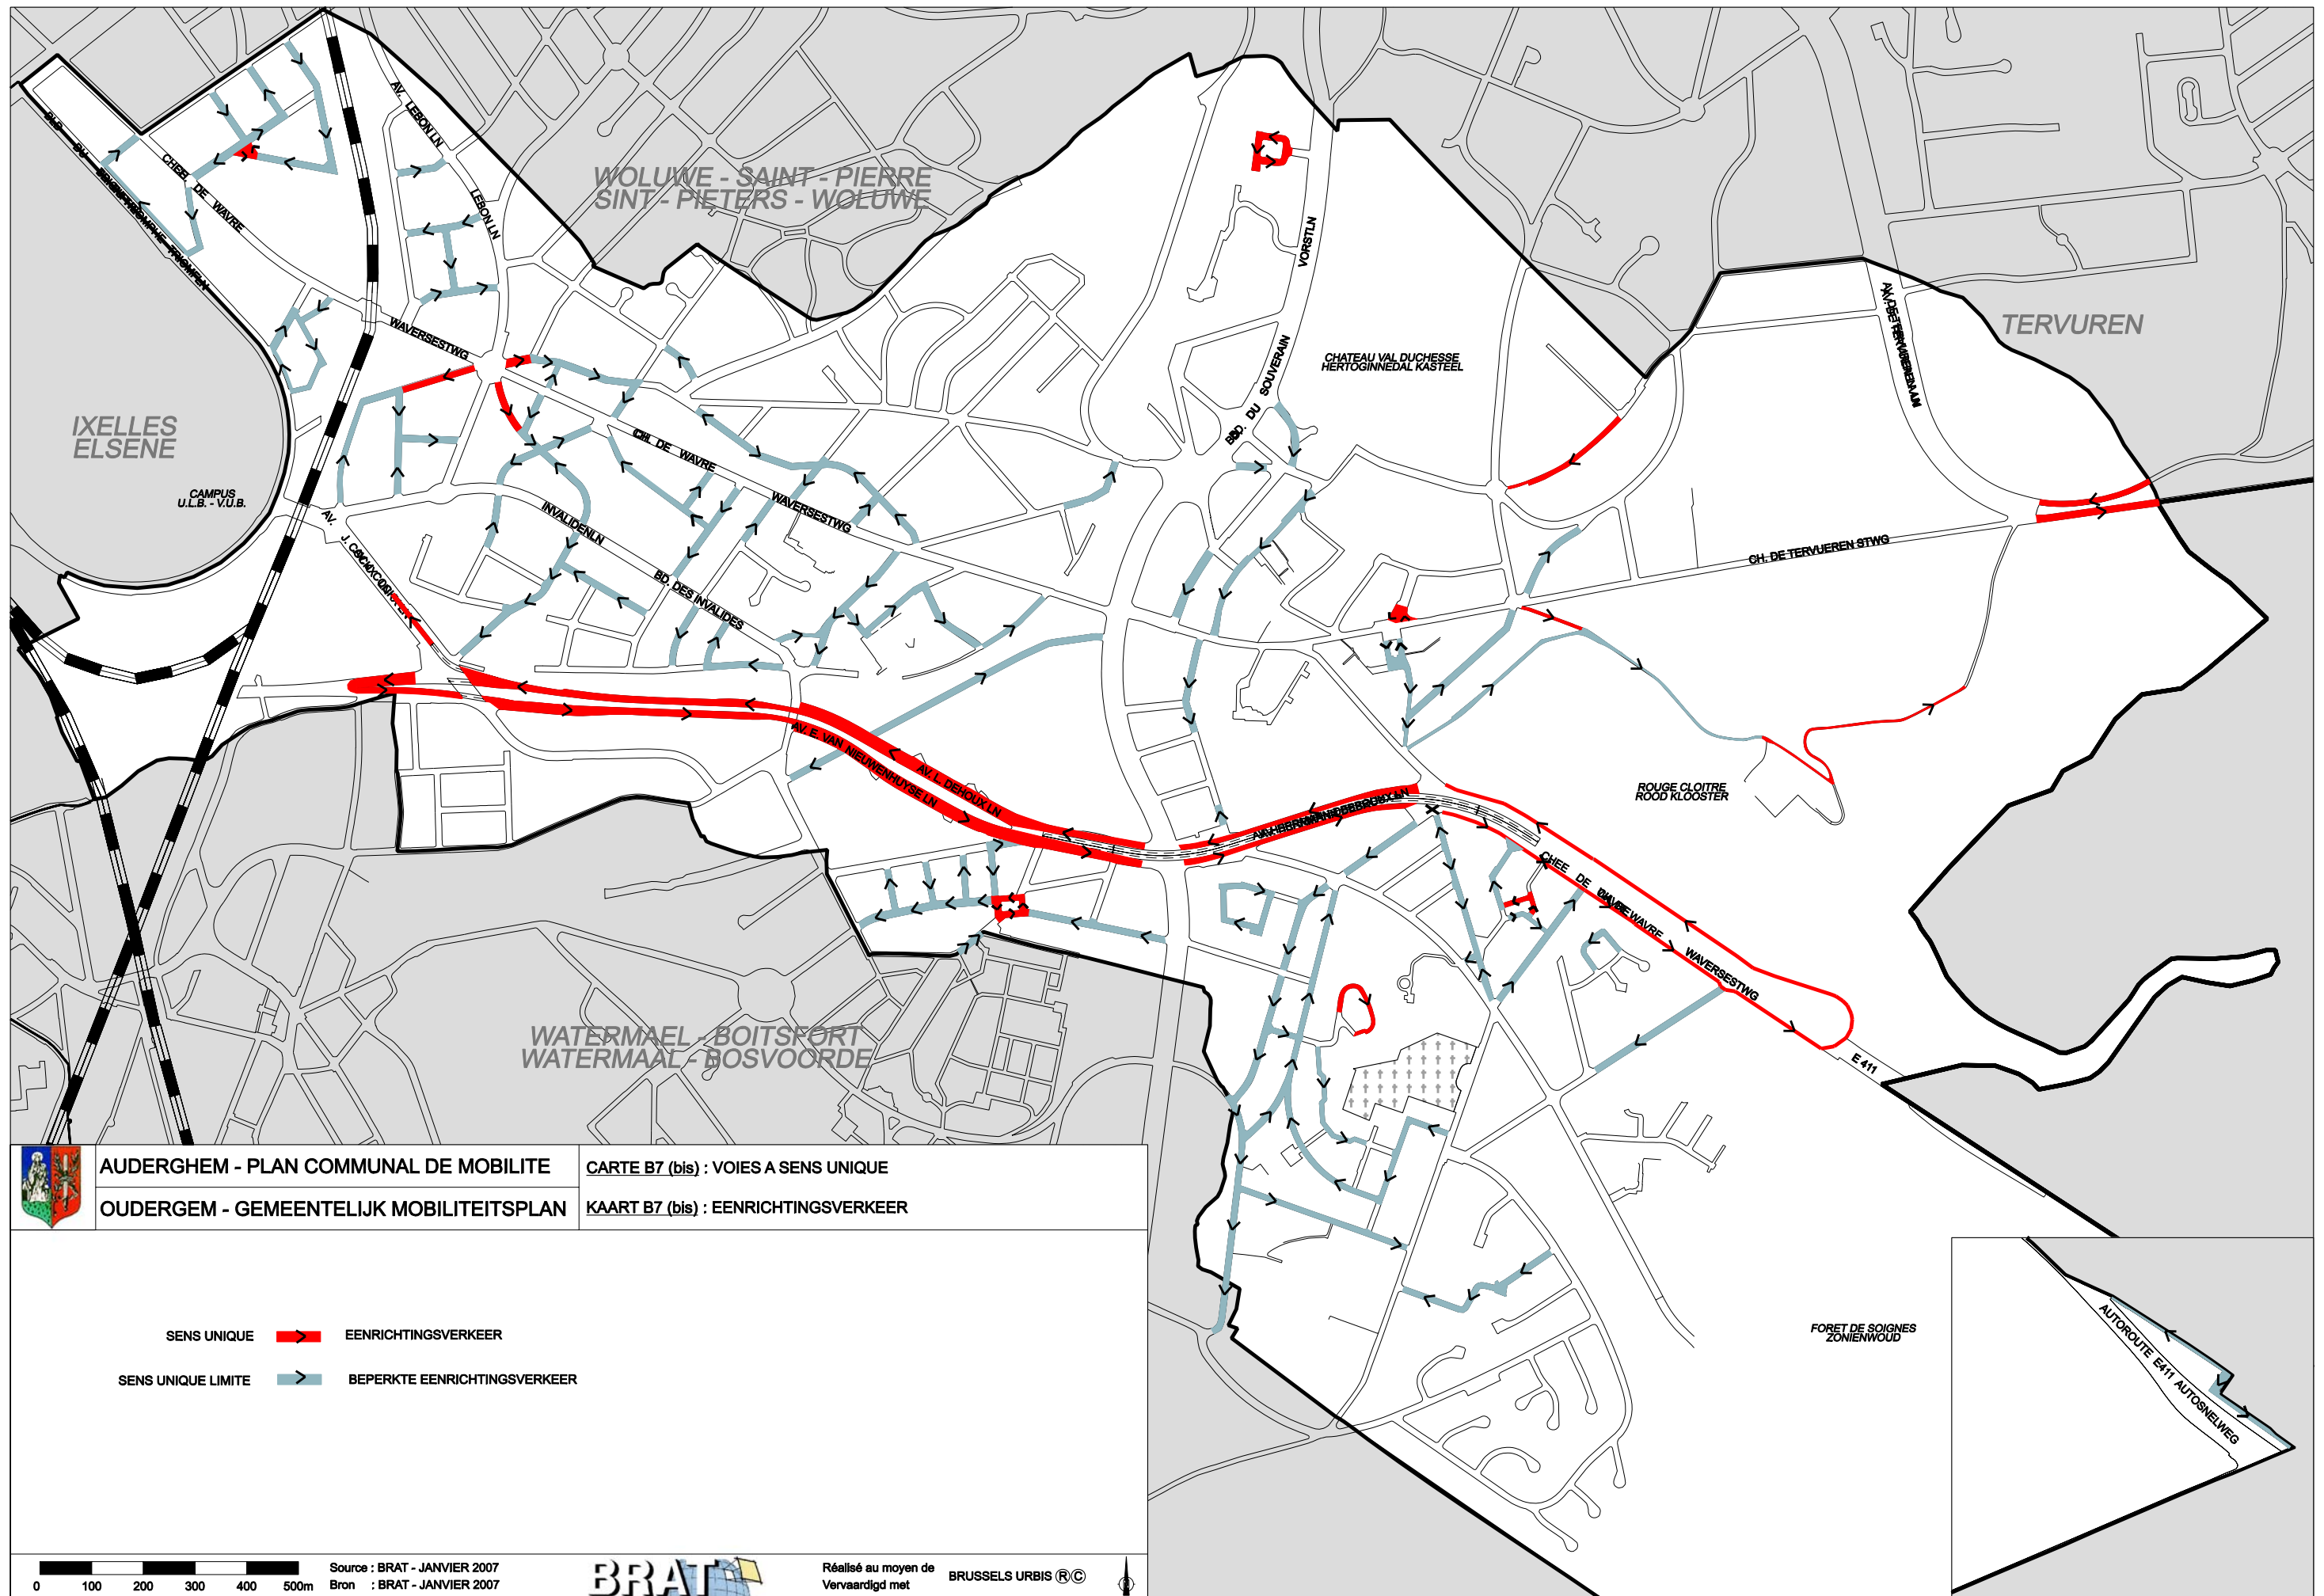 WOLUWE - SAINT - PIERRE
SINT - PIETERS - WOLUWE
TERVUREN
IXELLES
ELSENE
CAMPUS
U.L.B. - V.U.B.
AV. LEBON LN
LEBON LN
CHEE. DE WAVRE
WAVERSESTWG
CH. DE WAVRE
WAVERSESTWG
INVALIDENLN
BD. DES INVALIDES
VORSTLN
BD. DU SOUVERAIN
CHATEAU VAL DUCHESSE
HERTOGINNEDAL KASTEEL
CH. DE TERVUEREN STWG
AV. E. VAN NIEUWENHUYSE LN
AV. L. DEHOUX LN
ROUGE CLOITRE
ROOD KLOOSTER
CHEE DE WAVRE
WAVERSESTWG
E 411
WATERMAEL - BOITSFORT
WATERMAAL - BOSVOORDE
FORET DE SOIGNES
ZONIENWOUD
AUTOROUTE E411 AUTOSNELWEG
AUDERGHEM - PLAN COMMUNAL DE MOBILITE
OUDERGEM - GEMEENTELIJK MOBILITEITSPLAN
CARTE B7 (bis) : VOIES A SENS UNIQUE
KAART B7 (bis) : EENRICHTINGSVERKEER
SENS UNIQUE EENRICHTINGSVERKEER
SENS UNIQUE LIMITE BEPERKTE EENRICHTINGSVERKEER
0 100 200 300 400 500m
Source : BRAT - JANVIER 2007
Bron : BRAT - JANVIER 2007
BRAT
Réalisé au moyen de
Vervaardigd met
BRUSSELS URBIS ® ©